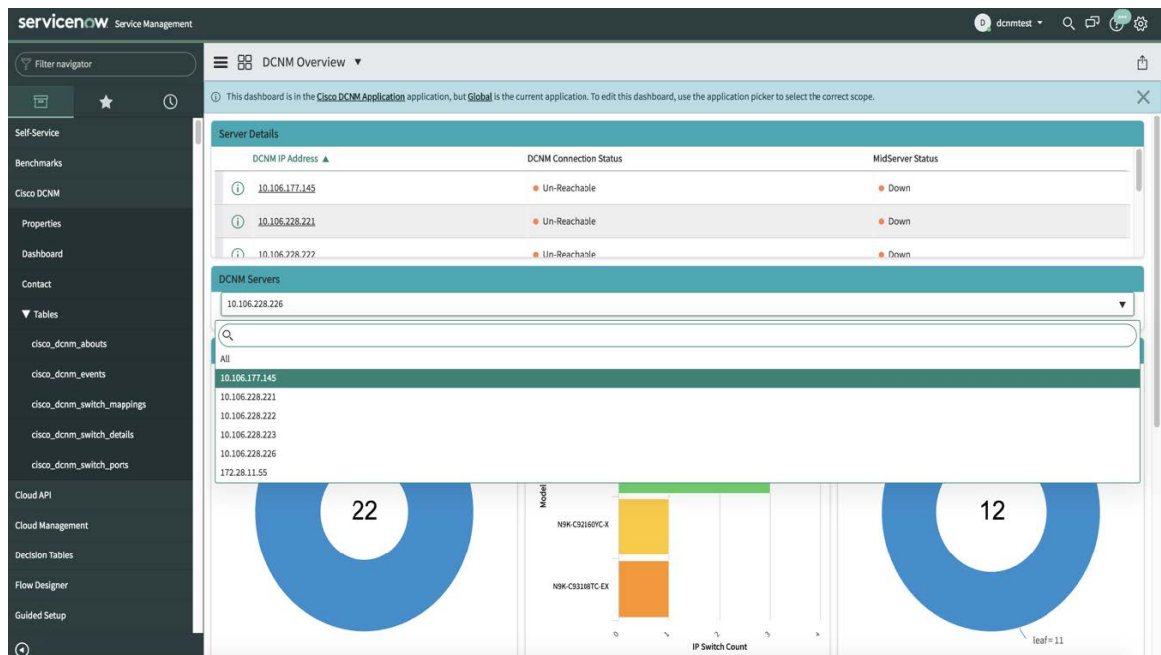 servicenow Service Management
D dcnmtest
Filter navigator
DCNM Overview ▼
This dashboard is in the Cisco DCNM Application application, but Global is the current application. To edit this dashboard, use the application picker to select the correct scope.
Self-Service
Benchmarks
Cisco DCNM
Properties
Dashboard
Contact
▼ Tables
cisco_dcnm_abouts
cisco_dcnm_events
cisco_dcnm_switch_mappings
cisco_dcnm_switch_details
cisco_dcnm_switch_ports
Cloud API
Cloud Management
Decision Tables
Flow Designer
Guided Setup
Server Details
DCNM IP Address ▲ DCNM Connection Status MidServer Status
10.106.177.145 Un-Reachable Down
10.106.228.221 Un-Reachable Down
10.106.228.222 Un-Reachable Down
DCNM Servers
10.106.228.226 ▼
All
10.106.177.145
10.106.228.221
10.106.228.222
10.106.228.223
10.106.228.226
172.28.11.55
22
Model
N9K-C92160YC-X
N9K-C93108TC-EX
0 1 2 3 4
IP Switch Count
12
leaf = 11